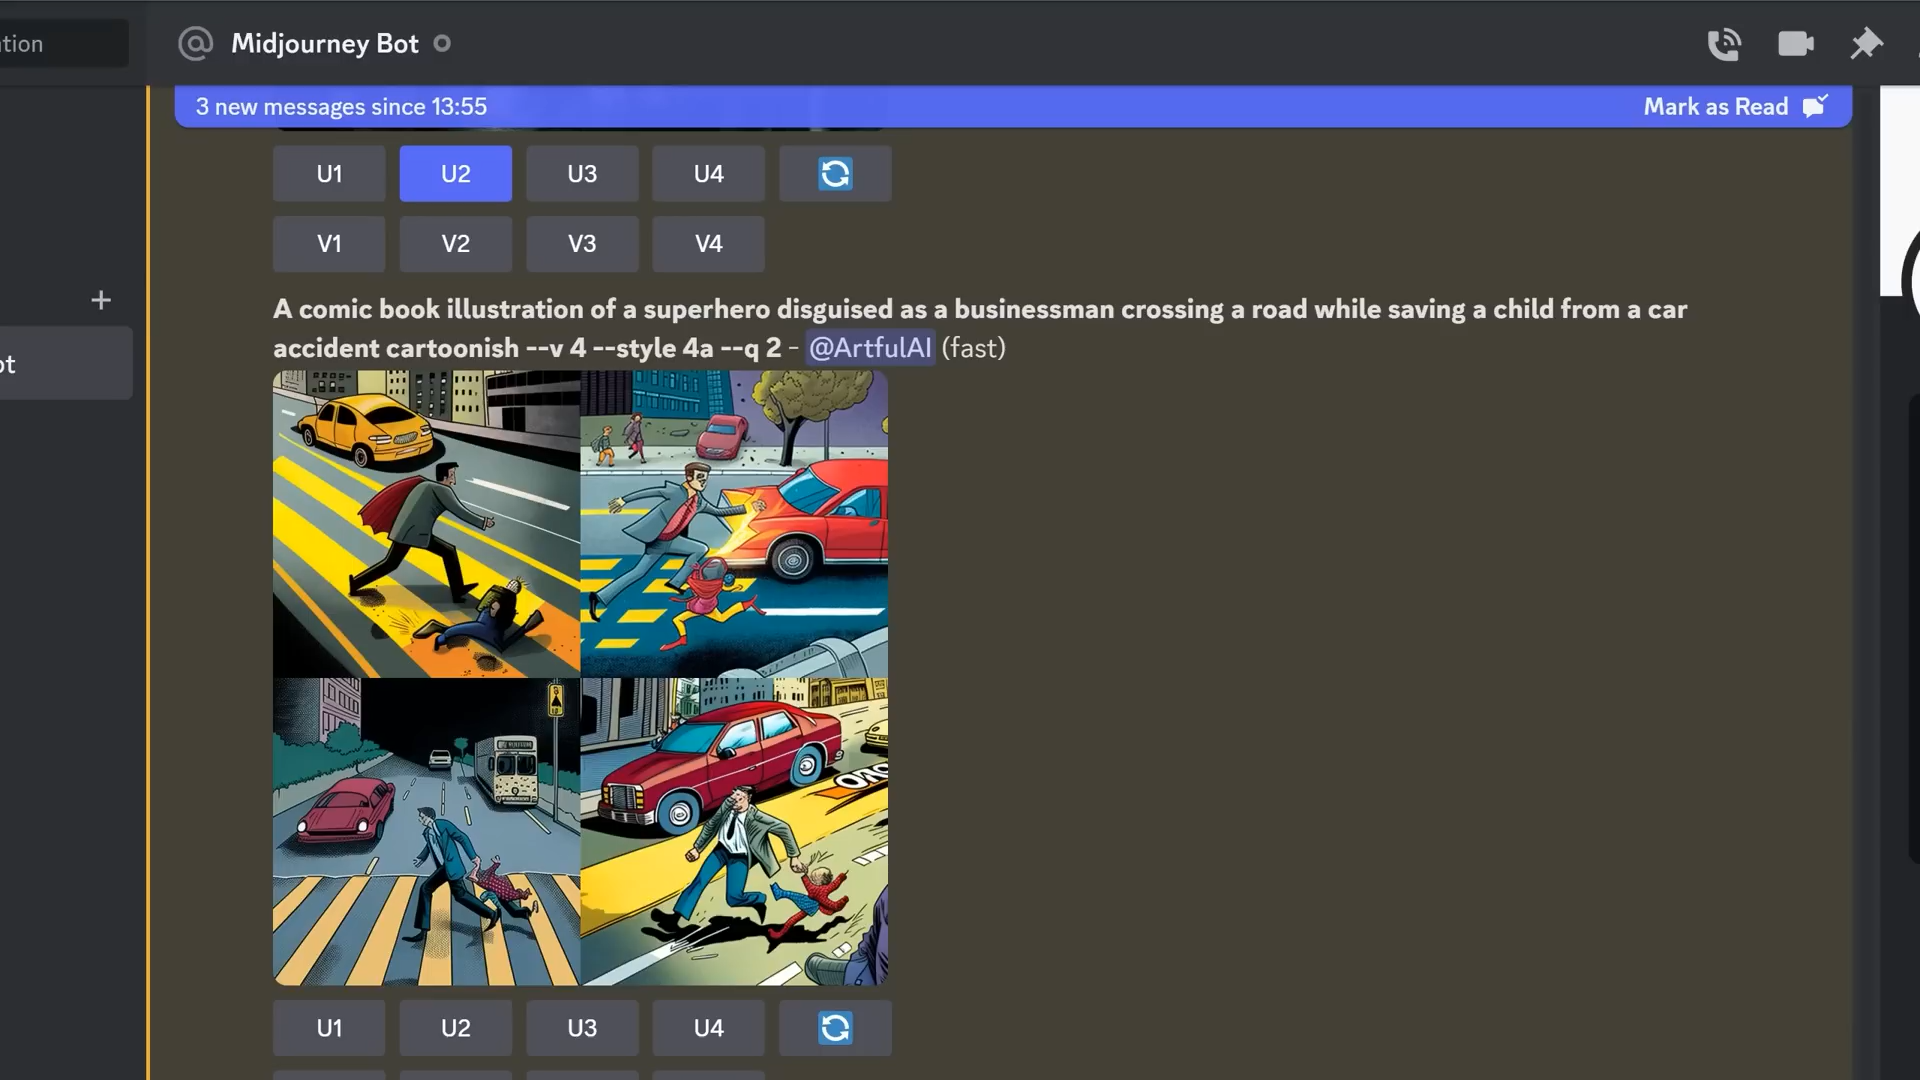 tion
Midjourney Bot
3 new messages since 13:55
Mark as Read
U1 U2 U3 U4
V1 V2 V3 V4
A comic book illustration of a superhero disguised as a businessman crossing a road while saving a child from a car
accident cartoonish --v 4 --style 4a --q 2 - @ArtfulAI (fast)
ot
U1 U2 U3 U4